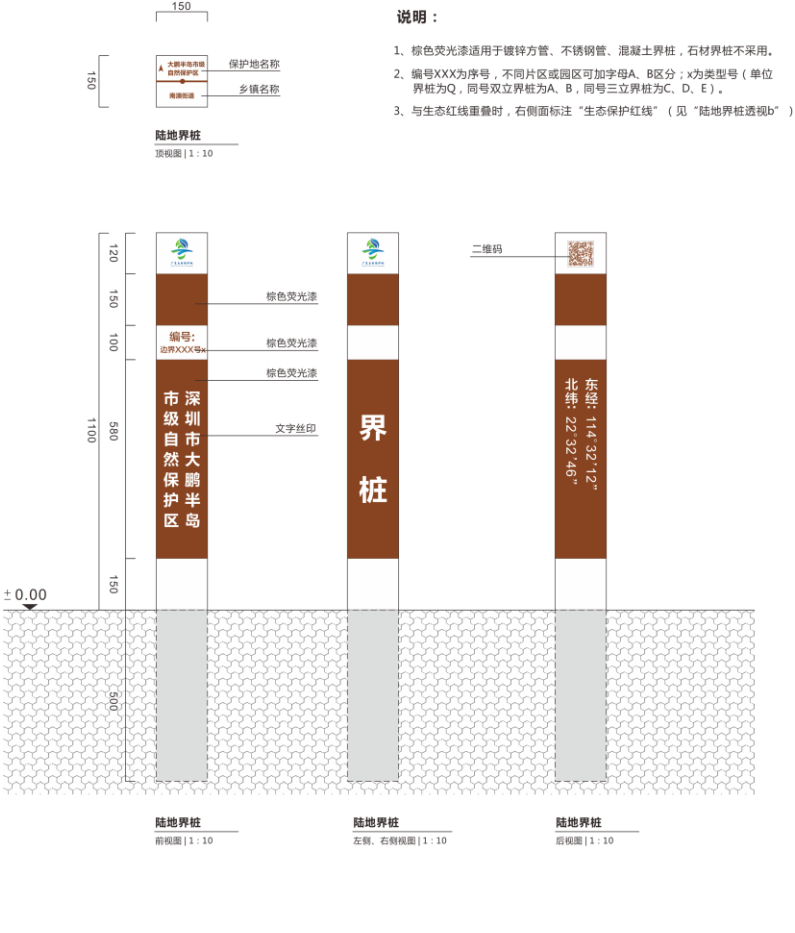 150
说明：
150
大鹏半岛市级
自然保护区
南澳街道
保护地名称
乡镇名称
陆地界桩
顶视图 | 1：10
1、棕色荧光漆适用于镀锌方管、不锈钢管、混凝土界桩，石材界桩不采用。
2、编号XXX为序号，不同片区或园区可加字母A、B区分；x为类型号（单位
界桩为Q，同号双立界桩为A、B，同号三立界桩为C、D、E）。
3、与生态红线重叠时，右侧面标注“生态保护红线”（见“陆地界桩透视b”）
120
150
100
580
1100
150
500
± 0.00
棕色荧光漆
编号：
边界XXX号x
棕色荧光漆
棕色荧光漆
文字丝印
深圳市大鹏半岛
市级自然保护区
界桩
二维码
东经：114°32'12"
北纬：22°32'46"
陆地界桩
前视图 | 1：10
陆地界桩
左侧、右侧视图 | 1：10
陆地界桩
后视图 | 1：10